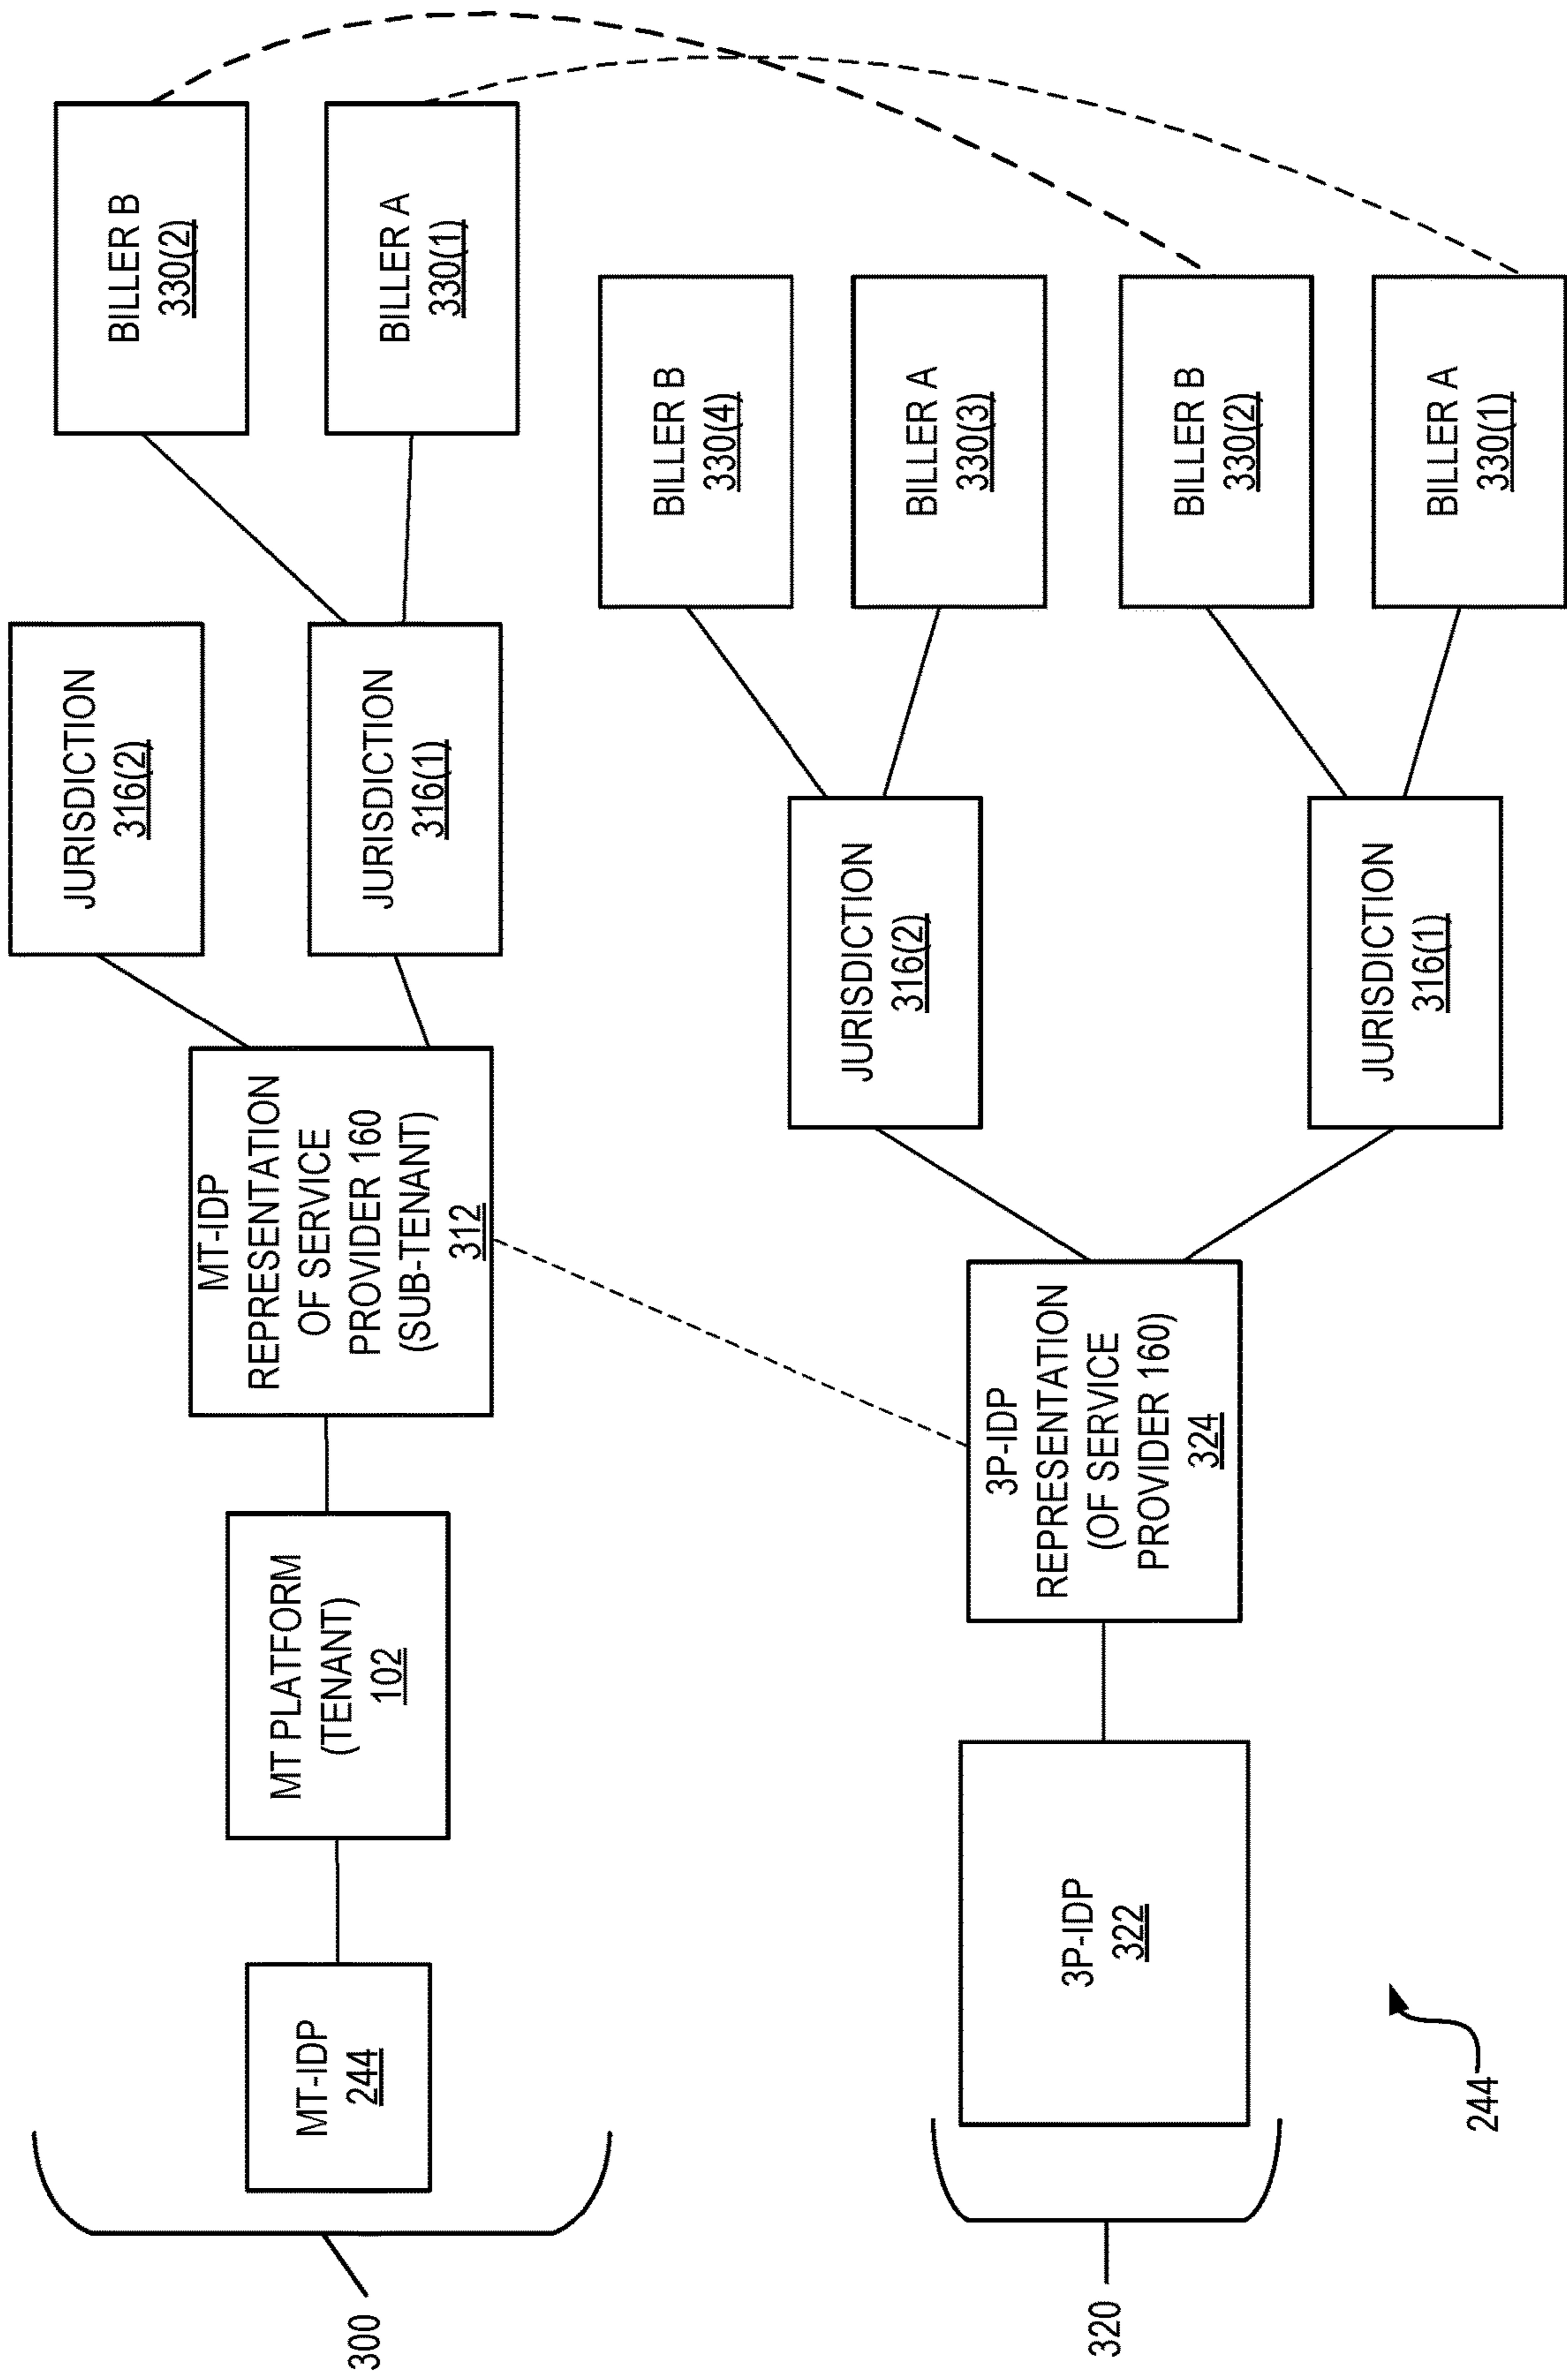 300
MT-IDP
244
MT PLATFORM
(TENANT)
102
MT-IDP
REPRESENTATION
OF SERVICE
PROVIDER 160
(SUB-TENANT)
312
JURISDICTION
316(2)
JURISDICTION
316(1)
BILLER B
330(2)
BILLER A
330(1)
320
3P-IDP
322
3P-IDP
REPRESENTATION
(OF SERVICE
PROVIDER 160)
324
JURISDICTION
316(2)
JURISDICTION
316(1)
BILLER B
330(4)
BILLER A
330(3)
BILLER B
330(2)
BILLER A
330(1)
244